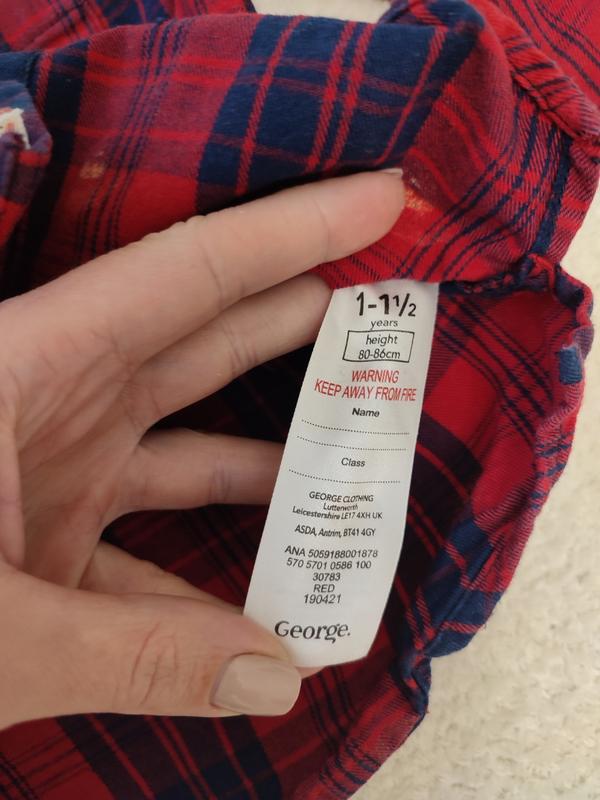 1-1½
years
height
80-86cm
WARNING
KEEP AWAY FROM FIRE
Name
Class
GEORGE CLOTHING
Lutterworth
Leicestershire LE17 4XH UK
ASDA, Antrim, BT41 4GY
ANA 5059188001878
570 5701 0586 100
30783
RED
190421
George.